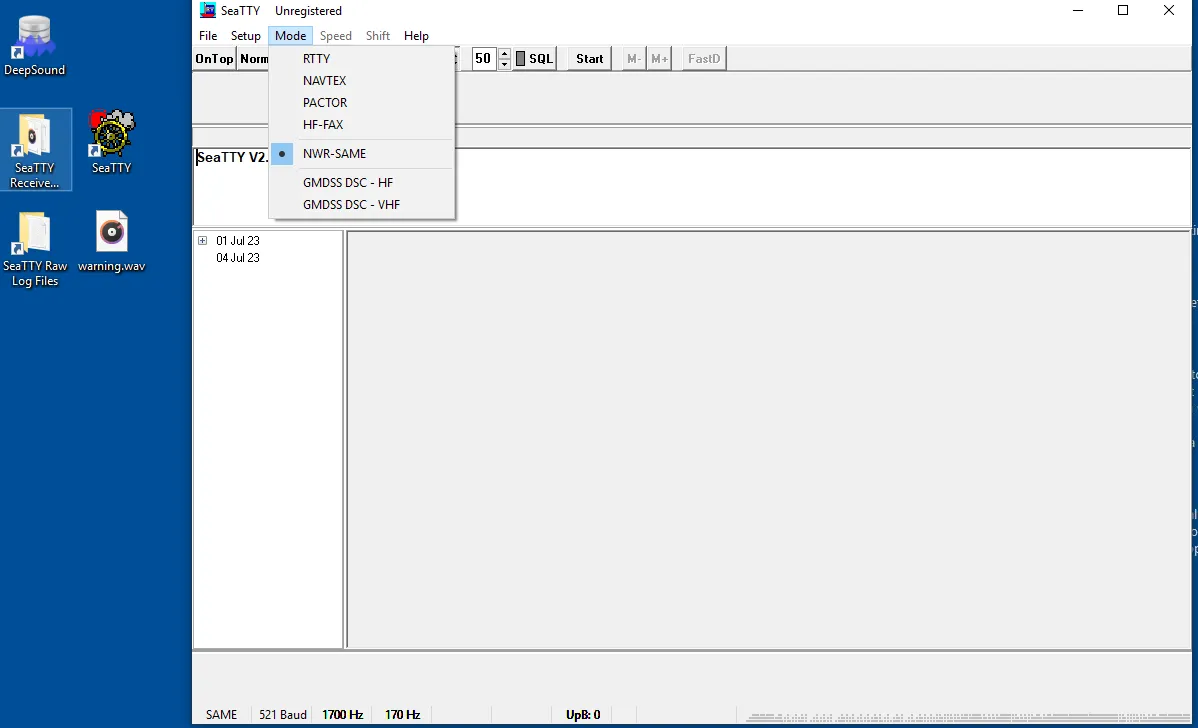 DeepSound
SeaTTY
Receive...
SeaTTY
SeaTTY Raw
Log Files
warning.wav
SeaTTY Unregistered
File Setup Mode Speed Shift Help
OnTop Norm 50 SQL Start M- M+ FastD
RTTY
NAVTEX
PACTOR
HF-FAX
NWR-SAME
GMDSS DSC - HF
GMDSS DSC - VHF
SeaTTY V2.
01 Jul 23
04 Jul 23
SAME 521 Baud 1700 Hz 170 Hz UpB: 0